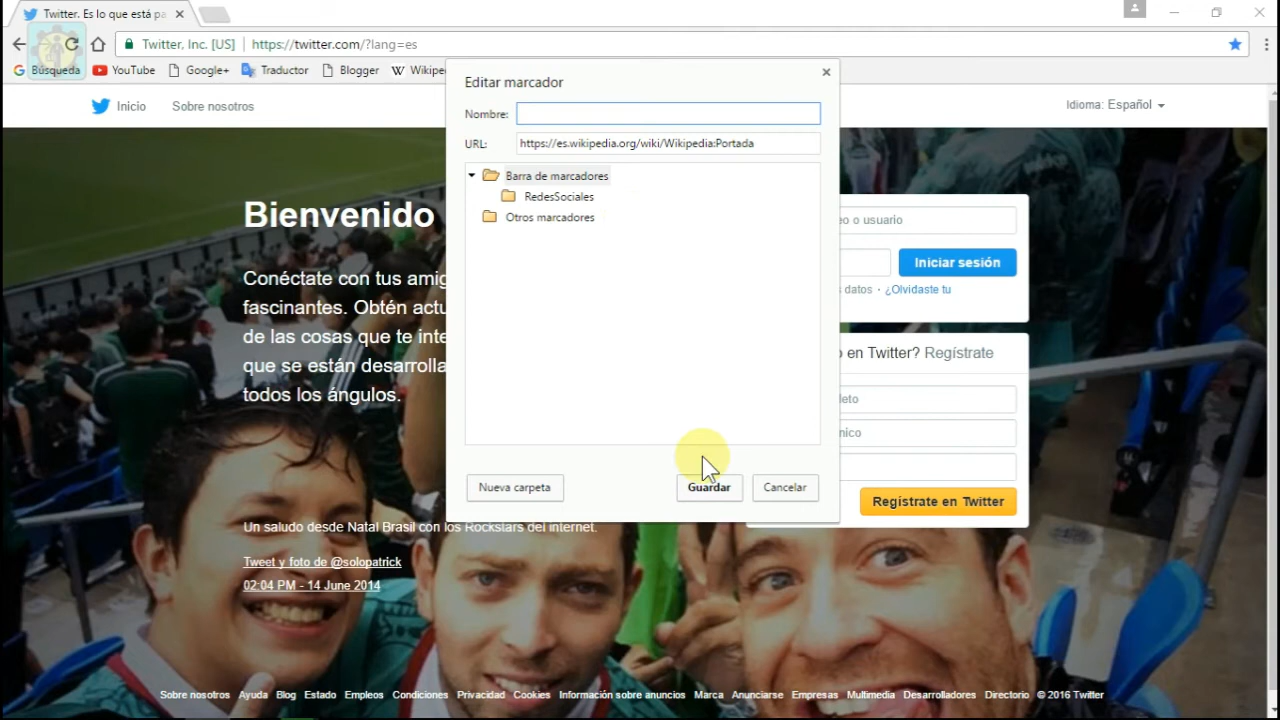 Twitter. Es lo que está pa
Twitter, Inc. [US] https://twitter.com/?lang=es
Búsqueda YouTube Google+ Traductor Blogger Wikipe
Inicio Sobre nosotros Idioma: Español
Editar marcador
Nombre:
URL: https://es.wikipedia.org/wiki/Wikipedia:Portada
Barra de marcadores
RedesSociales
Otros marcadores
Nueva carpeta Guardar Cancelar
Bienvenido
Conéctate con tus amig
fascinantes. Obtén actu
de las cosas que te inte
que se están desarrolla
todos los ángulos.
o o usuario
Iniciar sesión
datos · ¿Olvidaste tu
en Twitter? Regístrate
leto
nico
Regístrate en Twitter
Un saludo desde Natal Brasil con los Rockstars del internet.
Tweet y foto de @solopatrick
02:04 PM - 14 June 2014
Sobre nosotros Ayuda Blog Estado Empleos Condiciones Privacidad Cookies Información sobre anuncios Marca Anunciarse Empresas Multimedia Desarrolladores Directorio © 2016 Twitter